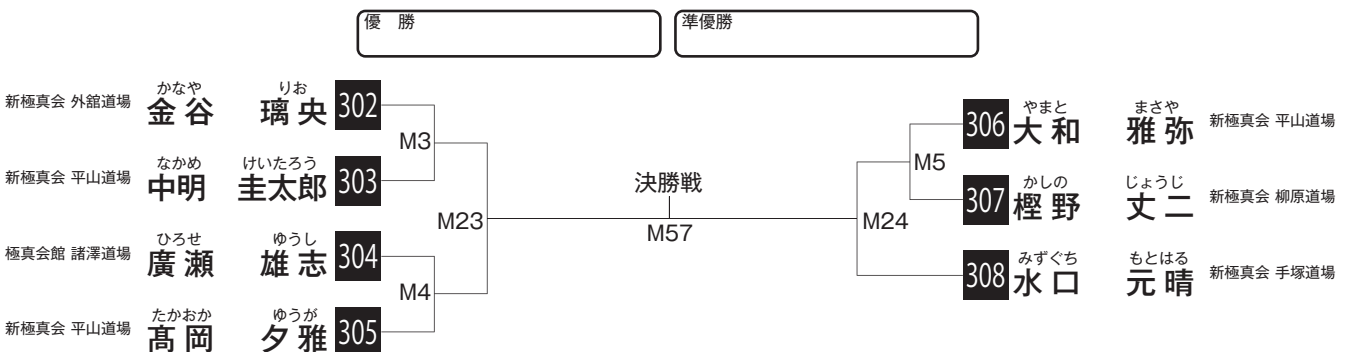 優　勝
準優勝
かなや　りお
新極真会 外舘道場 金谷　璃央 302
M3
なかめ　けいたろう
新極真会 平山道場 中明　圭太郎 303
M23
ひろせ　ゆうし
極真会館 諸澤道場 廣瀬　雄志 304
M4
たかおか　ゆうが
新極真会 平山道場 髙岡　夕雅 305
決勝戦
M57
やまと　まさや
306 大和　雅弥 新極真会 平山道場
M5
かしの　じょうじ
307 樫野　丈二 新極真会 柳原道場
M24
みずぐち　もとはる
308 水口　元晴 新極真会 手塚道場